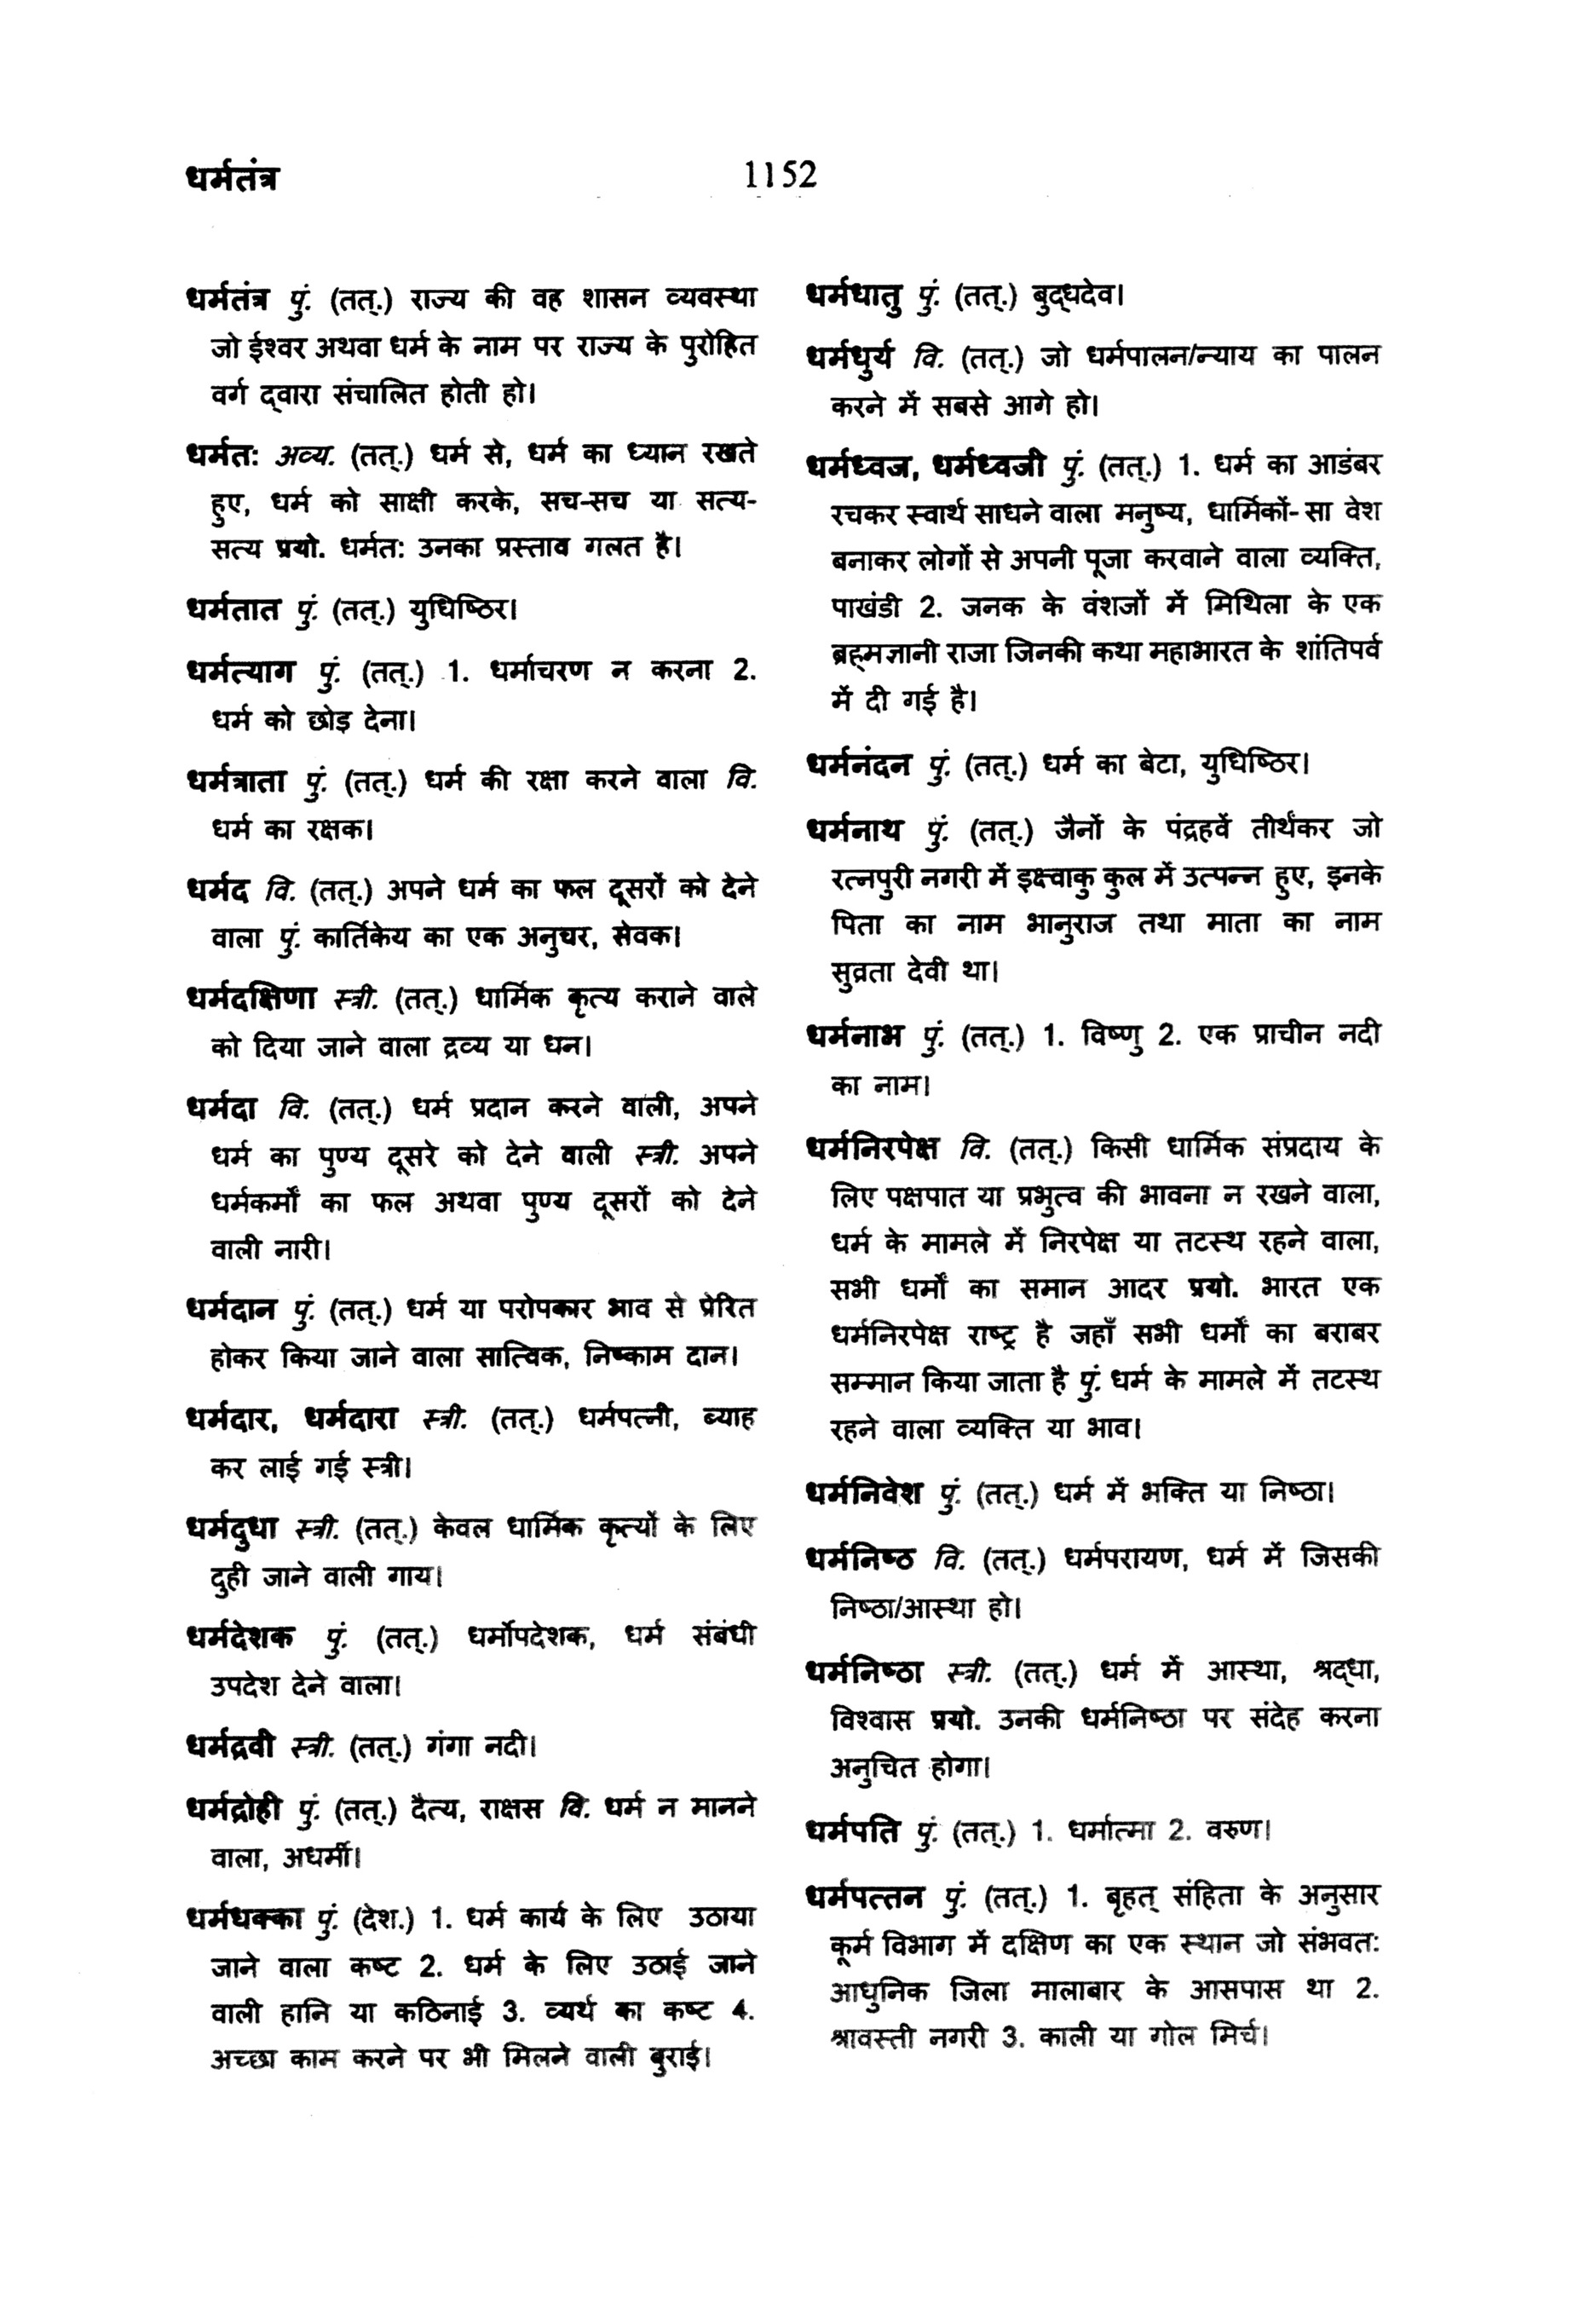 धर्मतंत्र
1152
धर्मतंत्र पुं. (तत्.) राज्य की वह शासन व्यवस्था
जो ईश्वर अथवा धर्म के नाम पर राज्य के पुरोहित
वर्ग द्वारा संचालित होती हो।
धर्मत: अव्य. (तत्.) धर्म से, धर्म का ध्यान रखते
हुए, धर्म को साक्षी करके, सच-सच या सत्य-
सत्य प्रयो. धर्मत: उनका प्रस्ताव गलत है।
धर्मतात पुं. (तत्.) युधिष्ठिर।
धर्मत्याग पुं. (तत्.) 1. धर्माचरण न करना 2.
धर्म को छोड़ देना।
धर्मत्राता पुं. (तत्.) धर्म की रक्षा करने वाला वि.
धर्म का रक्षक।
धर्मद वि. (तत्.) अपने धर्म का फल दूसरों को देने
वाला पुं. कार्तिकेय का एक अनुचर, सेवक।
धर्मदक्षिणा स्त्री. (तत्.) धार्मिक कृत्य कराने वाले
को दिया जाने वाला द्रव्य या धन।
धर्मदा वि. (तत्.) धर्म प्रदान करने वाली, अपने
धर्म का पुण्य दूसरे को देने वाली स्त्री. अपने
धर्मकर्मों का फल अथवा पुण्य दूसरों को देने
वाली नारी।
धर्मदान पुं. (तत्.) धर्म या परोपकार भाव से प्रेरित
होकर किया जाने वाला सात्विक, निष्काम दान।
धर्मदार, धर्मदारा स्त्री. (तत्.) धर्मपत्नी, ब्याह
कर लाई गई स्त्री।
धर्मदुधा स्त्री. (तत्.) केवल धार्मिक कृत्यों के लिए
दुही जाने वाली गाय।
धर्मदेशक पुं. (तत्.) धर्मोपदेशक, धर्म संबंधी
उपदेश देने वाला।
धर्मद्रवी स्त्री. (तत्.) गंगा नदी।
धर्मद्रोही पुं. (तत्.) दैत्य, राक्षस वि. धर्म न मानने
वाला, अधर्मी।
धर्मधक्का पुं. (देश.) 1. धर्म कार्य के लिए उठाया
जाने वाला कष्ट 2. धर्म के लिए उठाई जाने
वाली हानि या कठिनाई 3. व्यर्थ का कष्ट 4.
अच्छा काम करने पर भी मिलने वाली बुराई।
धर्मधातु पुं. (तत्.) बुद्धदेव।
धर्मधुर्य वि. (तत्.) जो धर्मपालन/न्याय का पालन
करने में सबसे आगे हो।
धर्मध्वज, धर्मध्वजी पुं. (तत्.) 1. धर्म का आडंबर
रचकर स्वार्थ साधने वाला मनुष्य, धार्मिकों-सा वेश
बनाकर लोगों से अपनी पूजा करवाने वाला व्यक्ति,
पाखंडी 2. जनक के वंशजों में मिथिला के एक
ब्रह्मज्ञानी राजा जिनकी कथा महाभारत के शांतिपर्व
में दी गई है।
धर्मनंदन पुं. (तत्.) धर्म का बेटा, युधिष्ठिर।
धर्मनाथ पुं. (तत्.) जैनों के पंद्रहवें तीर्थंकर जो
रत्नपुरी नगरी में इक्ष्वाकु कुल में उत्पन्न हुए, इनके
पिता का नाम भानुराज तथा माता का नाम
सुव्रता देवी था।
धर्मनाभ पुं. (तत्.) 1. विष्णु 2. एक प्राचीन नदी
का नाम।
धर्मनिरपेक्ष वि. (तत्.) किसी धार्मिक संप्रदाय के
लिए पक्षपात या प्रभुत्व की भावना न रखने वाला,
धर्म के मामले में निरपेक्ष या तटस्थ रहने वाला,
सभी धर्मों का समान आदर प्रयो. भारत एक
धर्मनिरपेक्ष राष्ट्र है जहाँ सभी धर्मों का बराबर
सम्मान किया जाता है पुं. धर्म के मामले में तटस्थ
रहने वाला व्यक्ति या भाव।
धर्मनिवेश पुं. (तत्.) धर्म में भक्ति या निष्ठा।
धर्मनिष्ठ वि. (तत्.) धर्मपरायण, धर्म में जिसकी
निष्ठा/आस्था हो।
धर्मनिष्ठा स्त्री. (तत्.) धर्म में आस्था, श्रद्धा,
विश्वास प्रयो. उनकी धर्मनिष्ठा पर संदेह करना
अनुचित होगा।
धर्मपति पुं. (तत्.) 1. धर्मात्मा 2. वरुण।
धर्मपत्तन पुं. (तत्.) 1. बृहत् संहिता के अनुसार
कूर्म विभाग में दक्षिण का एक स्थान जो संभवत:
आधुनिक जिला मालाबार के आसपास था 2.
श्रावस्ती नगरी 3. काली या गोल मिर्च।